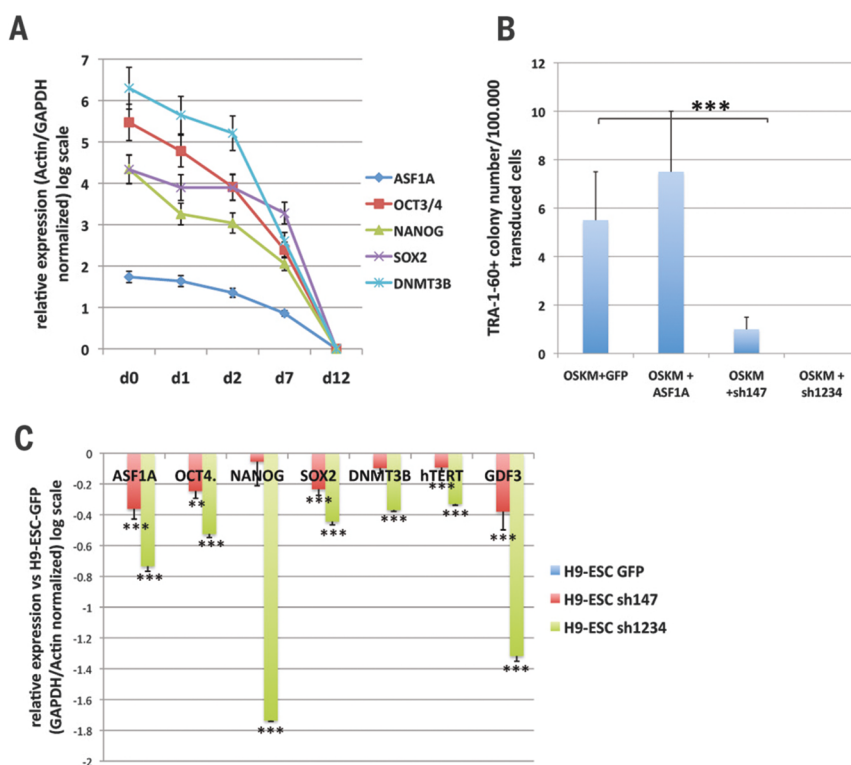 A
relative expression (Actin/GAPDH
normalized) log scale
7
6
5
4
3
2
1
0
d0 d1 d2 d7 d12
ASF1A
OCT3/4
NANOG
SOX2
DNMT3B
B
TRA-1-60+ colony number/100.000
transduced cells
12
10
8
6
4
2
0
***
OSKM+GFP
OSKM +
ASF1A
OSKM
+sh147
OSKM +
sh1234
C
relative expression vs H9-ESC-GFP
(GAPDH/Actin normalized) log scale
0
-0.2
-0.4
-0.6
-0.8
-1
-1.2
-1.4
-1.6
-1.8
-2
ASF1A OCT4. NANOG SOX2 DNMT3B hTERT GDF3
*** ** *** *** ***
*** *** *** *** *** *** ***
H9-ESC GFP
H9-ESC sh147
H9-ESC sh1234